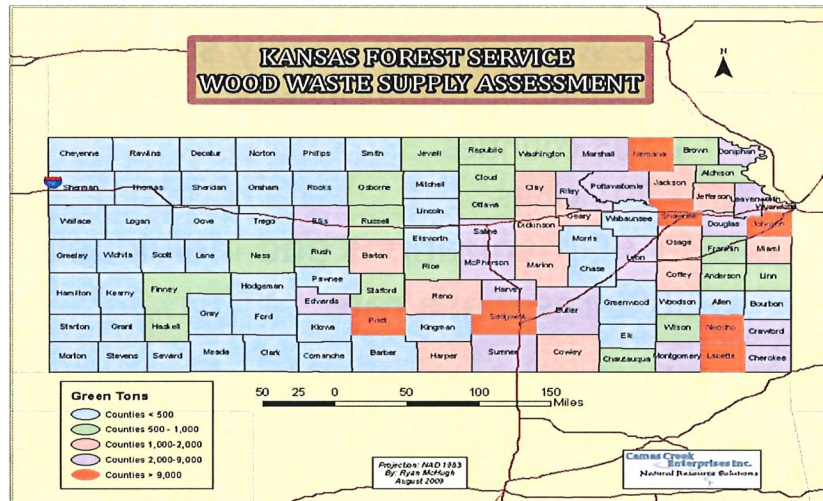 KANSAS FOREST SERVICE
WOOD WASTE SUPPLY ASSESSMENT
N
Cheyenne Rawlins Decatur Norton Phillips Smith Jewell Republic Washington Marshall Nemaha Brown Doniphan
Sherman Thomas Sheridan Graham Rooks Osborne Mitchell Cloud Clay Riley Pottawatomie Jackson Atchison
Jefferson Leavenworth Wyandotte
Wallace Logan Gove Trego Ellis Russell Lincoln Ottawa Dickinson Geary Wabaunsee Shawnee Douglas Johnson
Ellsworth Saline Morris Osage Franklin Miami
Greeley Wichita Scott Lane Ness Rush Barton Rice McPherson Marion Chase Lyon Coffey Anderson Linn
Hamilton Kearny Finney Hodgeman Pawnee Stafford Reno Harvey Butler Greenwood Woodson Allen Bourbon
Edwards
Stanton Grant Haskell Gray Ford Kiowa Pratt Kingman Sedgwick Elk Wilson Neosho Crawford
Morton Stevens Seward Meade Clark Comanche Barber Harper Sumner Cowley Chautauqua Montgomery Labette Cherokee
Green Tons
Counties < 500
Counties 500 - 1,000
Counties 1,000-2,000
Counties 2,000-9,000
Counties > 9,000
50 25 0 50 100 150
Miles
Projection: NAD 1983
By: Ryan McHugh
August 2009
Camas Creek
Enterprises Inc.
Natural Resource Solutions